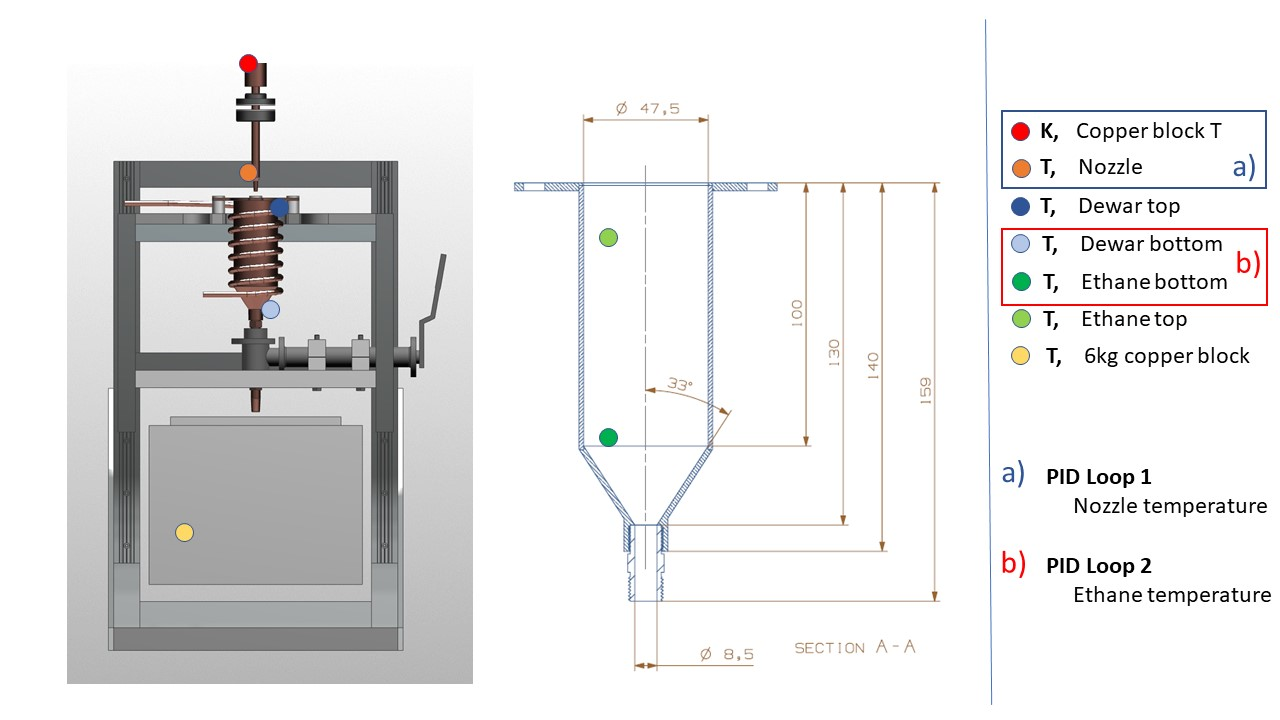 Ø 47,5
100
130
140
159
33°
Ø 8,5
SECTION A-A
K, Copper block T
T, Nozzle
a)
T, Dewar top
T, Dewar bottom
b)
T, Ethane bottom
T, Ethane top
T, 6kg copper block
a) PID Loop 1
Nozzle temperature
b) PID Loop 2
Ethane temperature